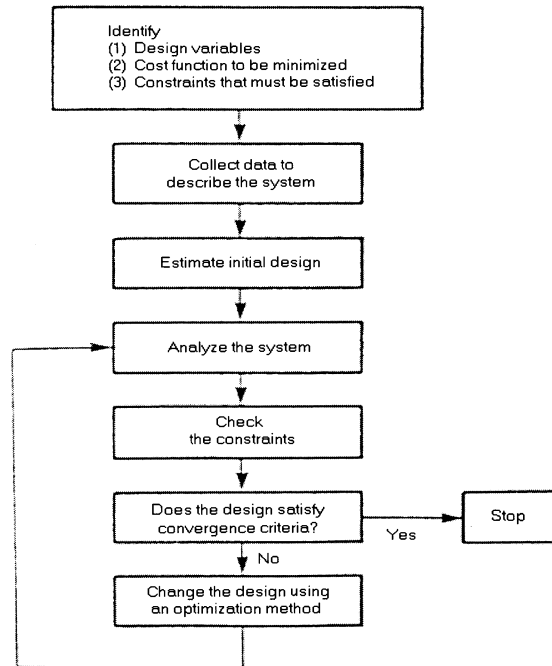 Identify
(1) Design variables
(2) Cost function to be minimized
(3) Constraints that must be satisfied
Collect data to
describe the system
Estimate initial design
Analyze the system
Check
the constraints
Does the design satisfy
convergence criteria?
Yes
Stop
No
Change the design using
an optimization method